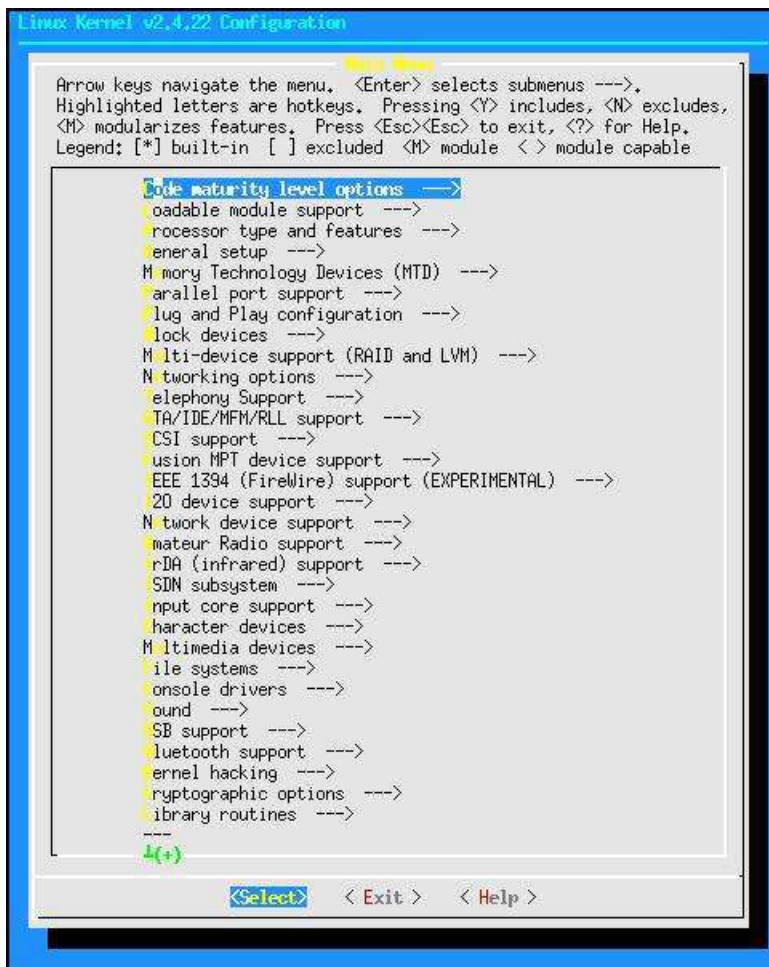 Linux Kernel v2.4.22 Configuration
Main Menu
Arrow keys navigate the menu. <Enter> selects submenus --->.
Highlighted letters are hotkeys. Pressing <Y> includes, <N> excludes,
<M> modularizes features. Press <Esc><Esc> to exit, <?> for Help.
Legend: [*] built-in [ ] excluded <M> module < > module capable
Code maturity level options --->
Loadable module support --->
Processor type and features --->
General setup --->
Memory Technology Devices (MTD) --->
Parallel port support --->
Plug and Play configuration --->
Block devices --->
Multi-device support (RAID and LVM) --->
Networking options --->
Telephony Support --->
ATA/IDE/MFM/RLL support --->
SCSI support --->
Fusion MPT device support --->
IEEE 1394 (FireWire) support (EXPERIMENTAL) --->
I2O device support --->
Network device support --->
Amateur Radio support --->
IrDA (infrared) support --->
ISDN subsystem --->
Input core support --->
Character devices --->
Multimedia devices --->
File systems --->
Console drivers --->
Sound --->
USB support --->
Bluetooth support --->
Kernel hacking --->
Cryptographic options --->
Library routines --->
---
┴(+)
<Select> < Exit > < Help >